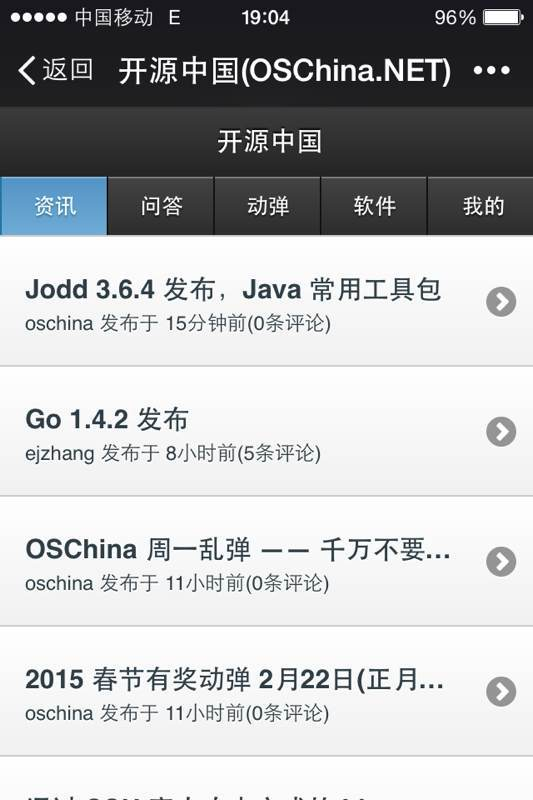 中国移动 E 19:04 96%
返回 开源中国(OSChina.NET)
开源中国
资讯 问答 动弹 软件 我的
Jodd 3.6.4 发布，Java 常用工具包
oschina 发布于 15分钟前(0条评论)
Go 1.4.2 发布
ejzhang 发布于 8小时前(5条评论)
OSChina 周一乱弹 —— 千万不要...
oschina 发布于 11小时前(0条评论)
2015 春节有奖动弹 2月22日(正月...
oschina 发布于 11小时前(0条评论)